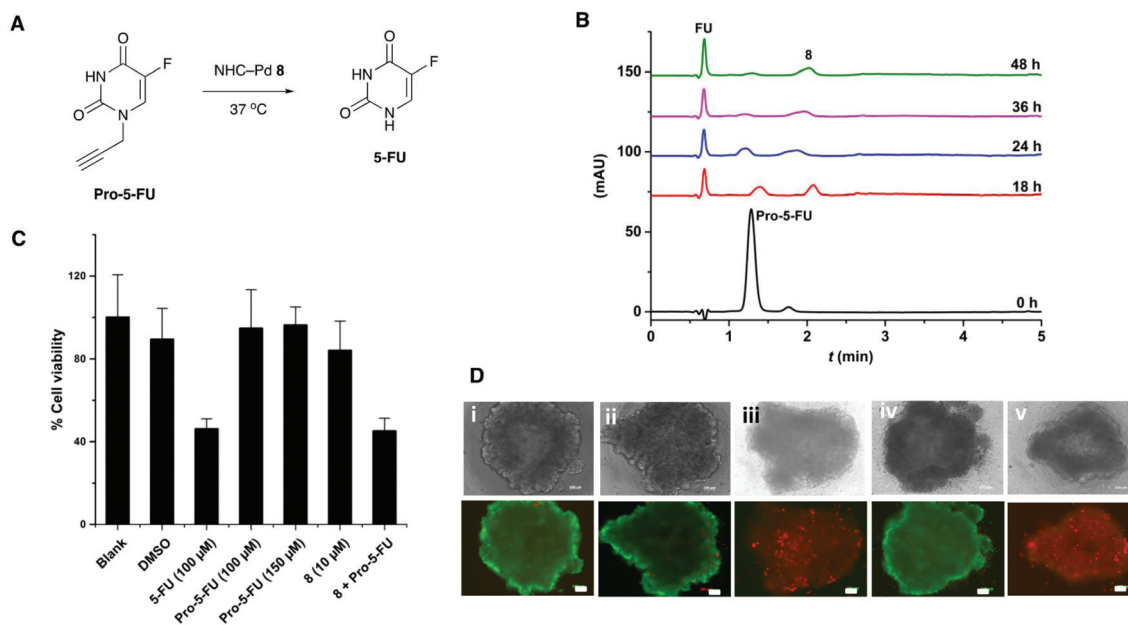 A
O
HN
F
O
N
Pro-5-FU
NHC–Pd 8
37 °C
O
HN
F
O
N
H
5-FU
B
FU
8
48 h
36 h
24 h
18 h
Pro-5-FU
0 h
150
100
50
0
(mAU)
0 1 2 3 4 5
t (min)
C
120
80
40
0
% Cell viability
Blank
DMSO
5-FU (100 µM)
Pro-5-FU (100 µM)
Pro-5-FU (150 µM)
8 (10 µM)
8 + Pro-5-FU
D
i ii iii iv v